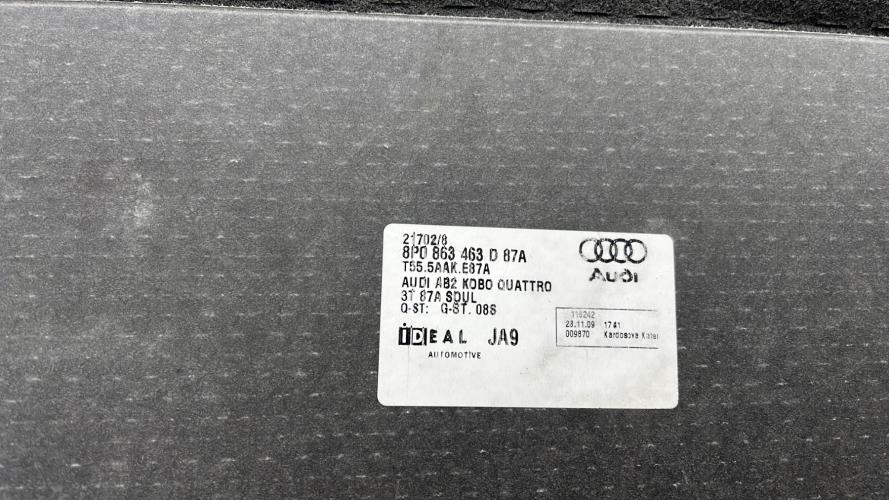 21702/8
8P0 863 463 D 87A
T55.5AAK.E87A
AUDI AB2 KOBO QUATTRO
3T 87A SOUL
Q-ST: G-ST. 08S
IDEAL JA9
AUTOMOTIVE
Audi
116242
23.11.09 17:41
009870 Kardosova Katar